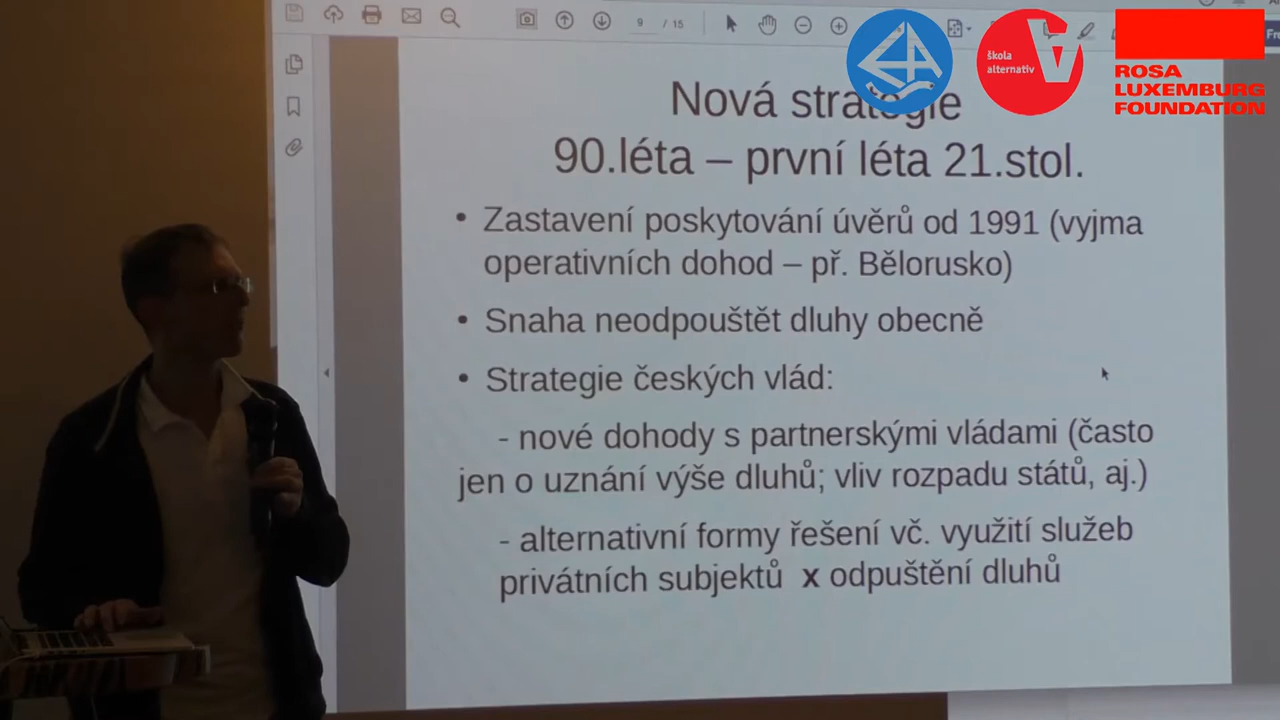 9 / 15
škola
alternativ
ROSA
LUXEMBURG
FOUNDATION
Nová strategie
90.léta – první léta 21.stol.
• Zastavení poskytování úvěrů od 1991 (vyjma
operativních dohod – př. Bělorusko)
• Snaha neodpouštět dluhy obecně
• Strategie českých vlád:
- nové dohody s partnerskými vládami (často
jen o uznání výše dluhů; vliv rozpadu států, aj.)
- alternativní formy řešení vč. využití služeb
privátních subjektů x odpuštění dluhů